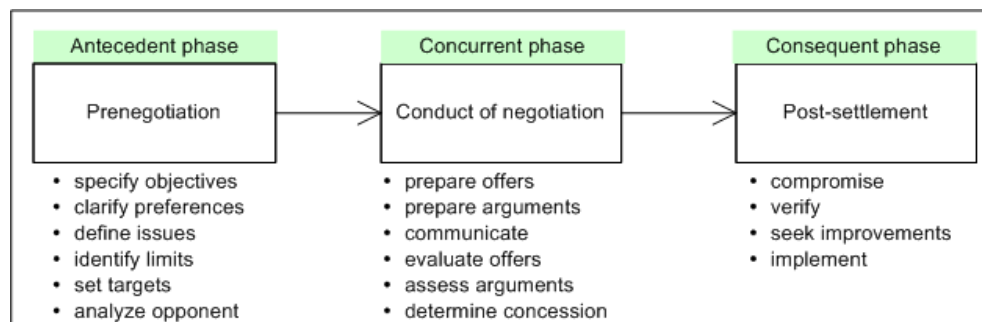 Antecedent phase
Prenegotiation
• specify objectives
• clarify preferences
• define issues
• identify limits
• set targets
• analyze opponent
Concurrent phase
Conduct of negotiation
• prepare offers
• prepare arguments
• communicate
• evaluate offers
• assess arguments
• determine concession
Consequent phase
Post-settlement
• compromise
• verify
• seek improvements
• implement